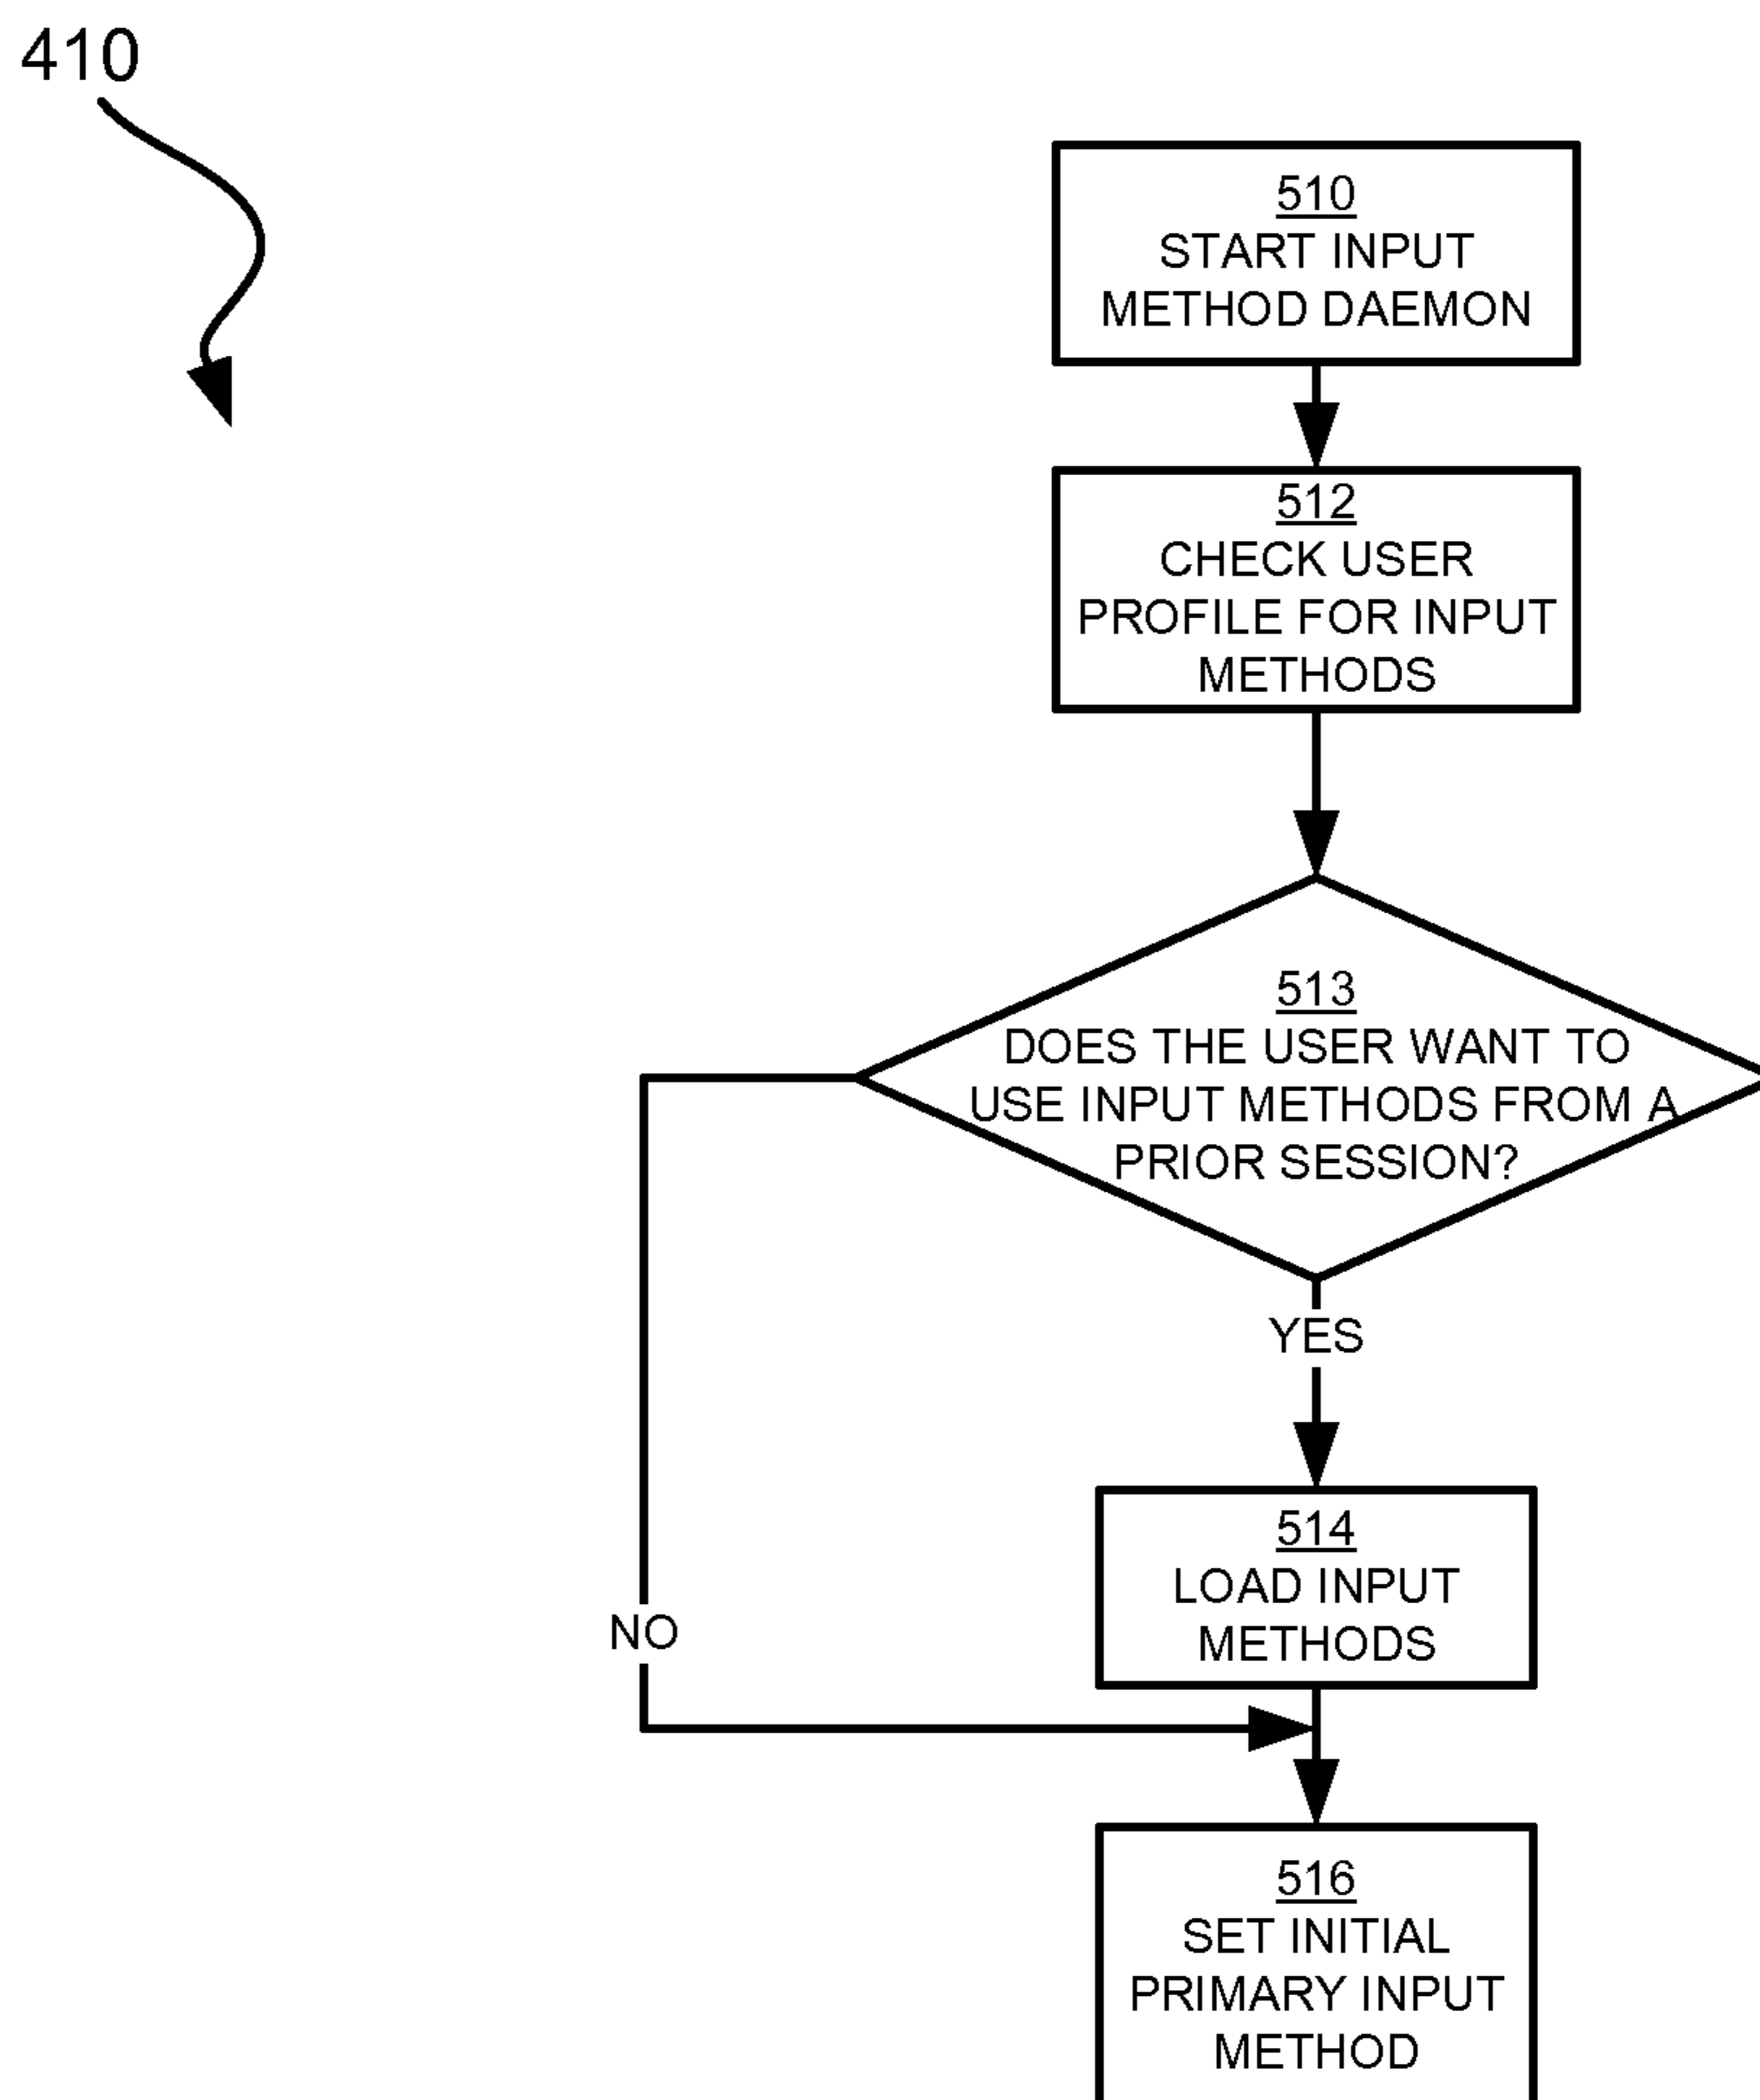 410
510
START INPUT
METHOD DAEMON
512
CHECK USER
PROFILE FOR INPUT
METHODS
513
DOES THE USER WANT TO
USE INPUT METHODS FROM A
PRIOR SESSION?
YES
514
LOAD INPUT
METHODS
NO
516
SET INITIAL
PRIMARY INPUT
METHOD